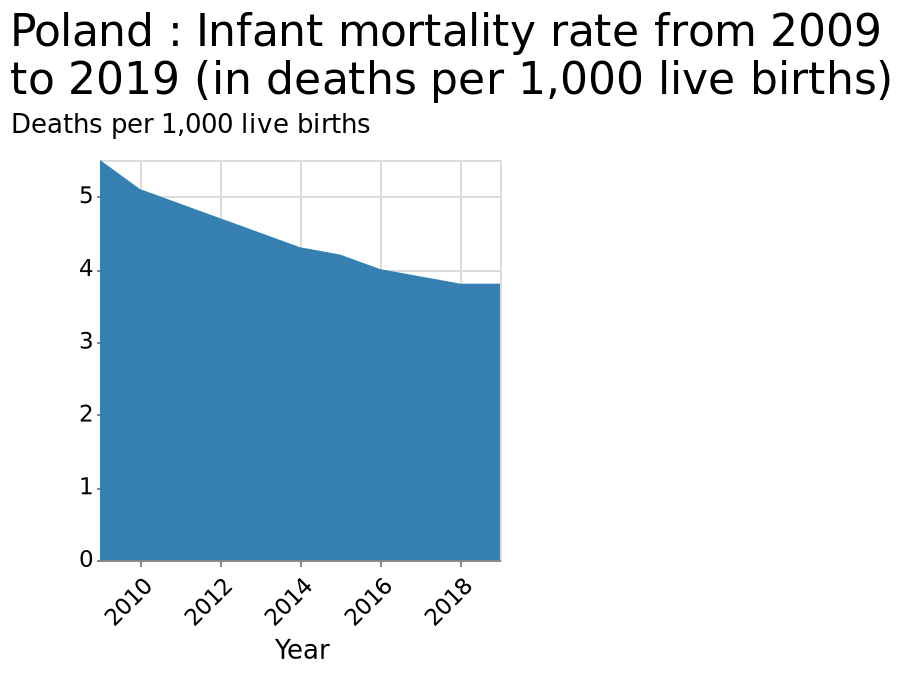 Poland : Infant mortality rate from 2009
to 2019 (in deaths per 1,000 live births)
Deaths per 1,000 live births
5
4
3
2
1
0
2010 2012 2014 2016 2018
Year